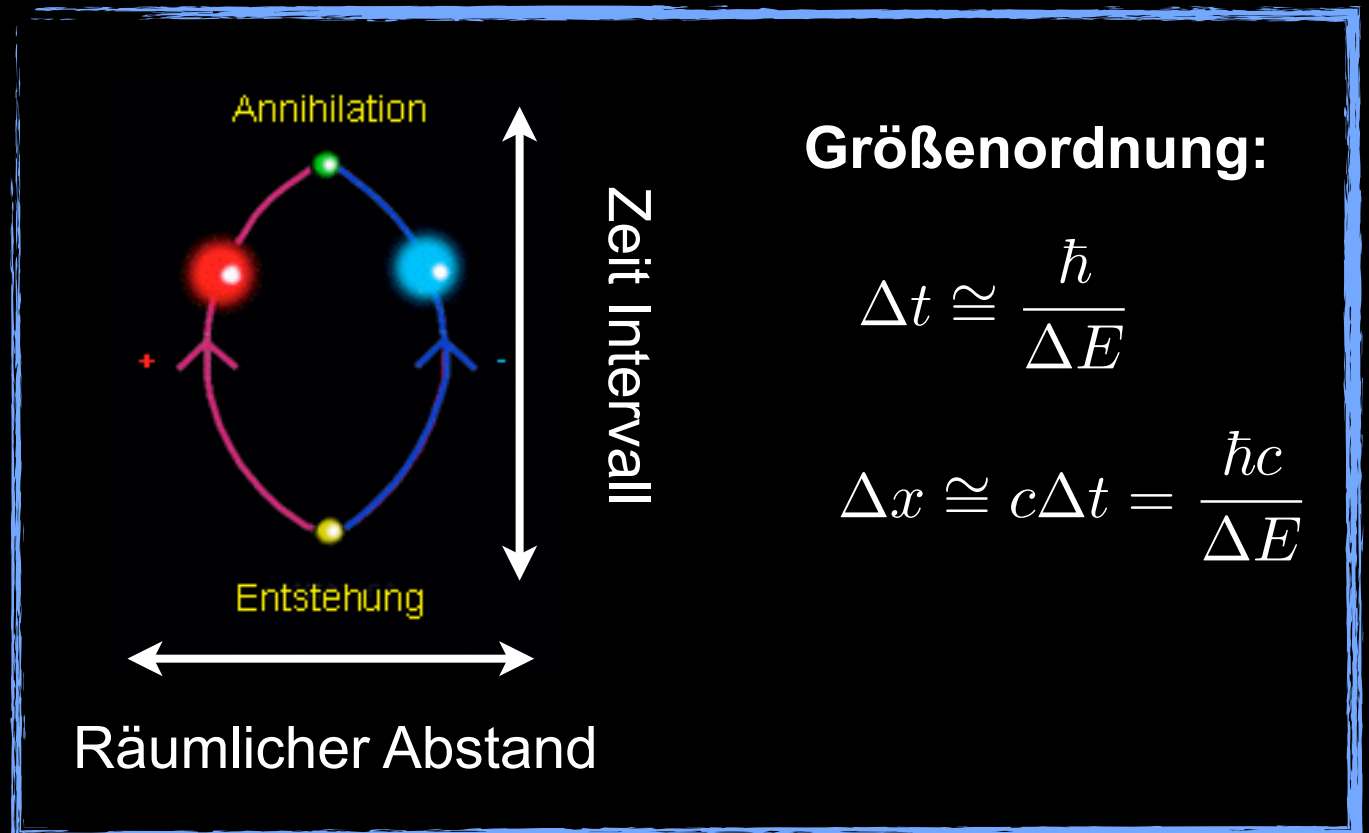 Annihilation
+
-
Entstehung
Zeit Intervall
Räumlicher Abstand
Größenordnung:
Δt ≅ ħ/ΔE
Δx ≅ cΔt = ħc/ΔE